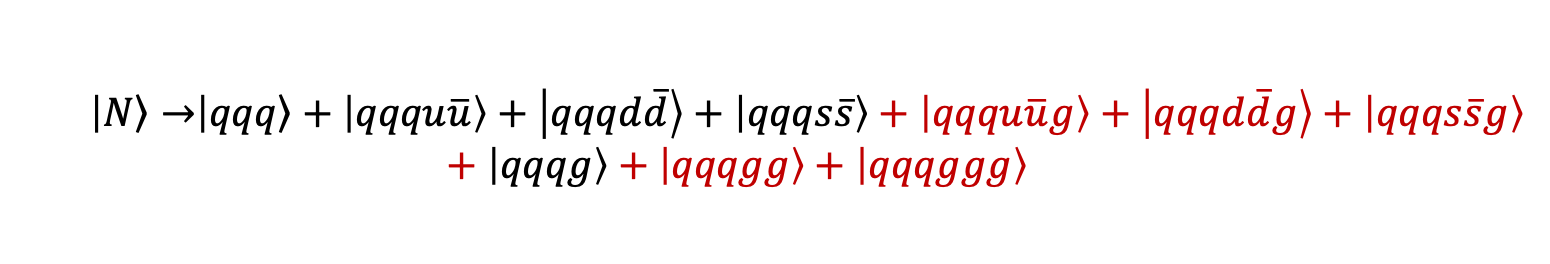 |N⟩ →|qqq⟩ + |qqquū⟩ + |qqqdd̄⟩ + |qqqss̄⟩ + |qqquūg⟩ + |qqqdd̄g⟩ + |qqqss̄g⟩
+ |qqqg⟩ + |qqqgg⟩ + |qqqggg⟩